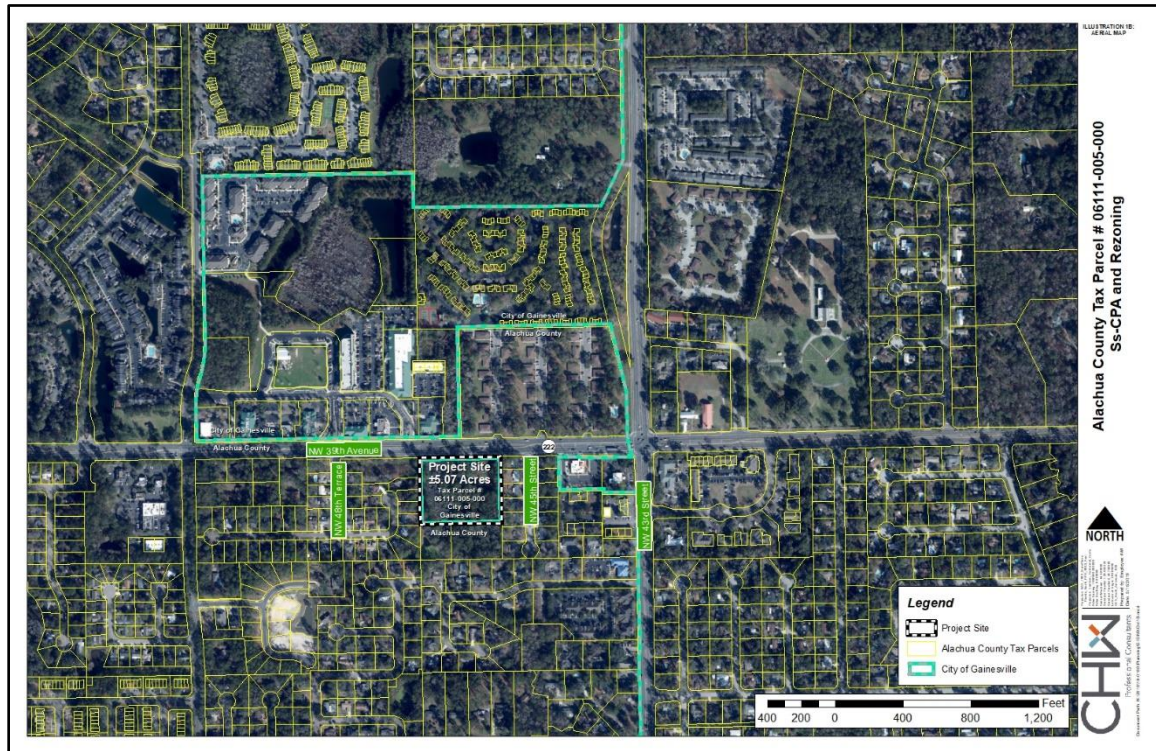 ILLUSTRATION 1B:
AERIAL MAP
Alachua County Tax Parcel # 06111-005-000
Ss-CPA and Rezoning
City of Gainesville
Alachua County
City of Gainesville
Alachua County
NW 39th Avenue
222
Project Site
±5.07 Acres
Tax Parcel #
06111-005-000
City of
Gainesville
Alachua County
NW 48th Terrace
NW 45th Street
NW 43rd Street
NORTH
Legend
Project Site
Alachua County Tax Parcels
City of Gainesville
Feet
400 200 0 400 800 1,200
CHW
Professional Consultants